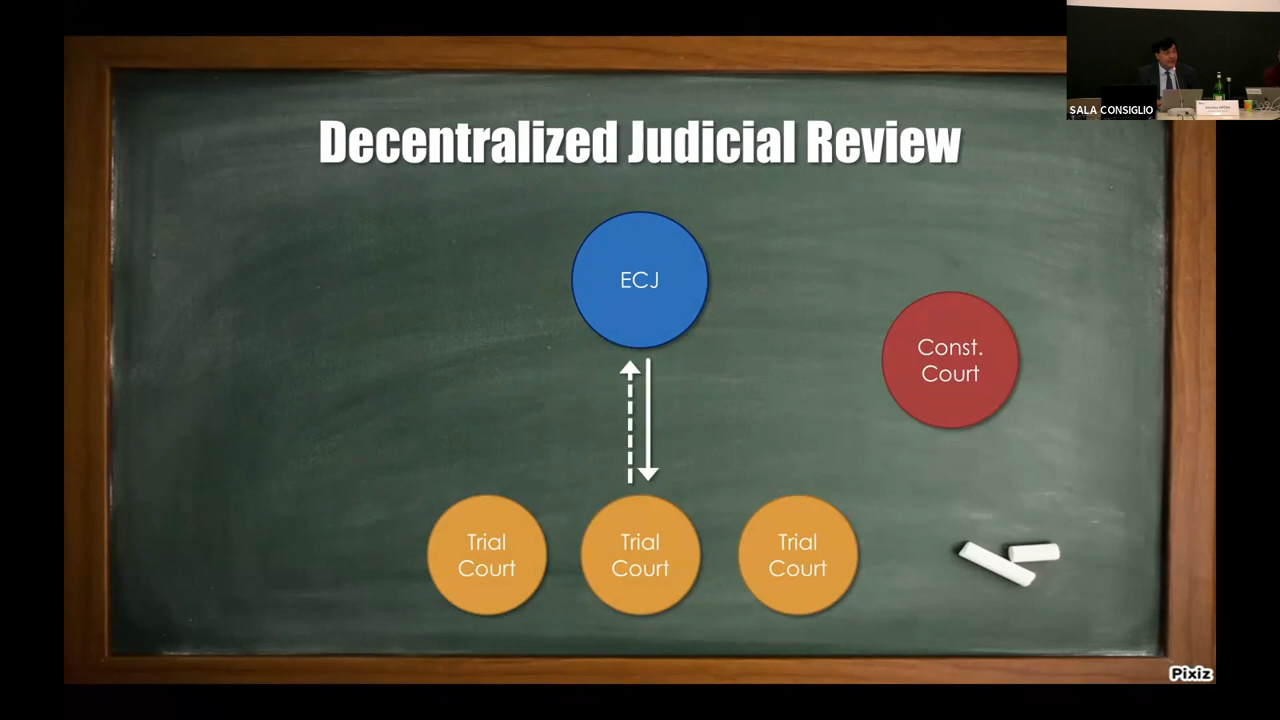 Decentralized Judicial Review
SALA CONSIGLIO
ECJ
Const.
Court
Trial
Court
Trial
Court
Trial
Court
Pixiz